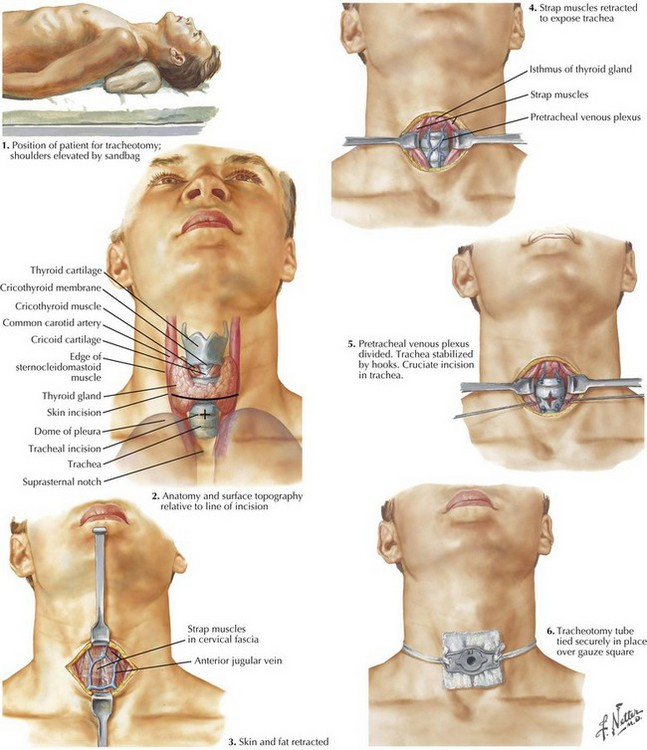 1. Position of patient for tracheotomy;
shoulders elevated by sandbag
Thyroid cartilage
Cricothyroid membrane
Cricothyroid muscle
Common carotid artery
Cricoid cartilage
Edge of
sternocleidomastoid
muscle
Thyroid gland
Skin incision
Dome of pleura
Tracheal incision
Trachea
Suprasternal notch
2. Anatomy and surface topography
relative to line of incision
Strap muscles
in cervical fascia
Anterior jugular vein
3. Skin and fat retracted
4. Strap muscles retracted
to expose trachea
Isthmus of thyroid gland
Strap muscles
Pretracheal venous plexus
5. Pretracheal venous plexus
divided. Trachea stabilized
by hooks. Cruciate incision
in trachea.
6. Tracheotomy tube
tied securely in place
over gauze square
F. Netter
M.D.